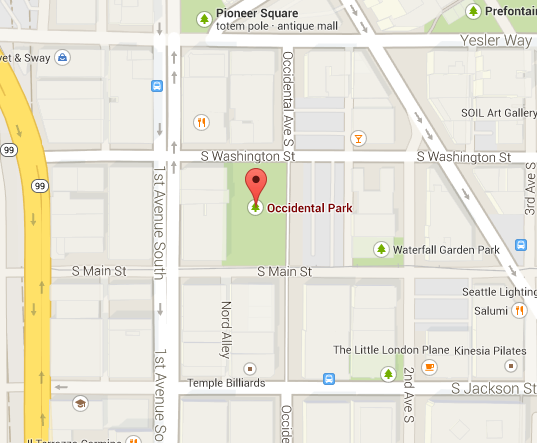 Pioneer Square
totem pole · antique mall
Prefontain
Yesler Way
vet & Sway
Occidental Ave S
SOIL Art Gallery
99
S Washington St
S Washington St
99
1st Avenue South
3rd Ave S
Occidental Park
Waterfall Garden Park
S Main St
S Main St
Seattle Lighting
Salumi
Nord Alley
The Little London Plane
Kinesia Pilates
1st Avenue So
Temple Billiards
2nd Ave S
S Jackson St
Occide
Il Terrazzo Carmine